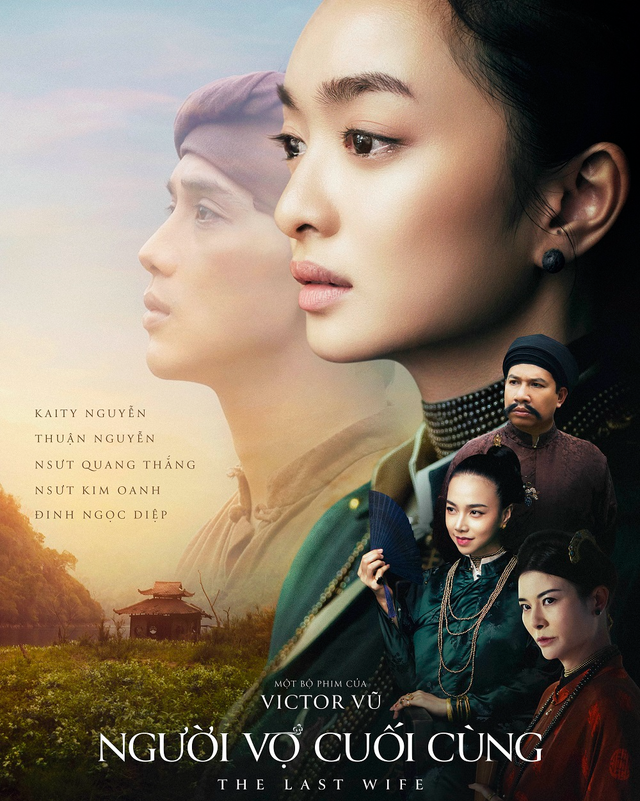 KAITY NGUYỄN
THUẬN NGUYỄN
NSƯT QUANG THẮNG
NSƯT KIM OANH
ĐINH NGỌC DIỆP
MỘT BỘ PHIM CỦA
VICTOR VŨ
NGƯỜI VỢ CUỐI CÙNG
THE LAST WIFE